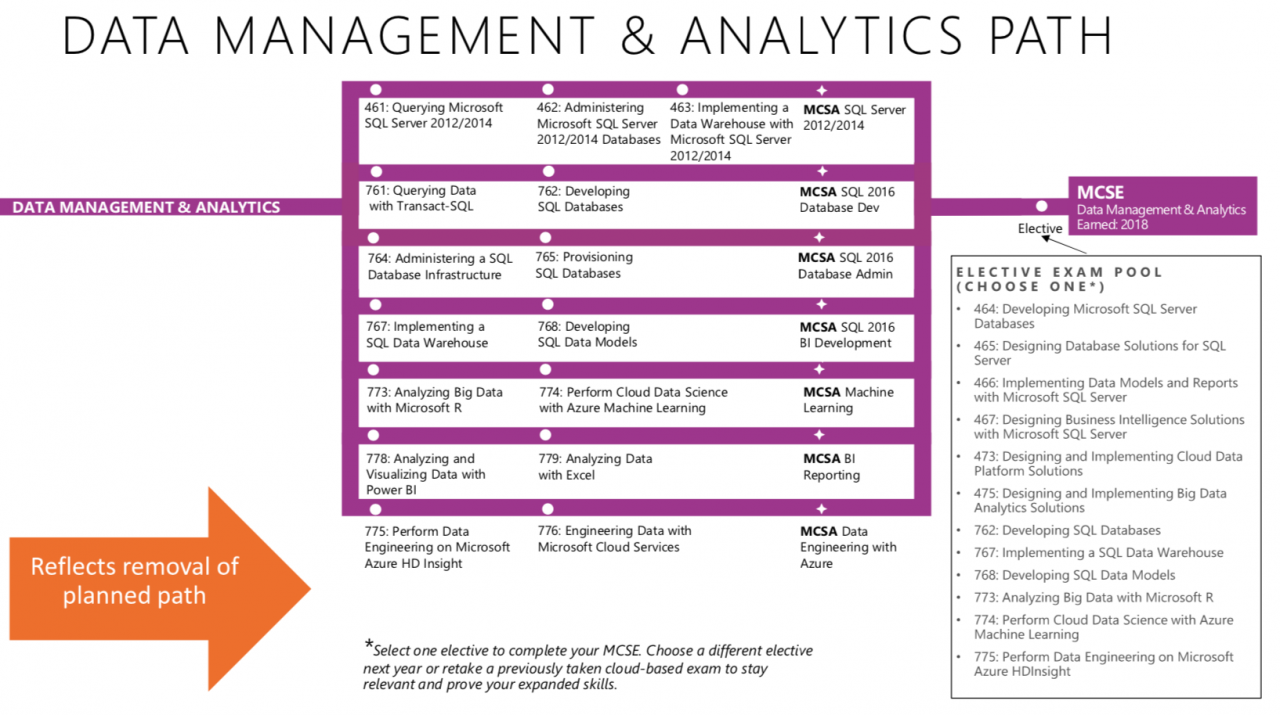 DATA MANAGEMENT & ANALYTICS PATH
DATA MANAGEMENT & ANALYTICS
461: Querying Microsoft
SQL Server 2012/2014
462: Administering
Microsoft SQL Server
2012/2014 Databases
463: Implementing a
Data Warehouse with
Microsoft SQL Server
2012/2014
MCSA SQL Server
2012/2014
761: Querying Data
with Transact-SQL
762: Developing
SQL Databases
MCSA SQL 2016
Database Dev
764: Administering a SQL
Database Infrastructure
765: Provisioning
SQL Databases
MCSA SQL 2016
Database Admin
767: Implementing a
SQL Data Warehouse
768: Developing
SQL Data Models
MCSA SQL 2016
BI Development
773: Analyzing Big Data
with Microsoft R
774: Perform Cloud Data Science
with Azure Machine Learning
MCSA Machine
Learning
778: Analyzing and
Visualizing Data with
Power BI
779: Analyzing Data
with Excel
MCSA BI
Reporting
775: Perform Data
Engineering on Microsoft
Azure HD Insight
776: Engineering Data with
Microsoft Cloud Services
MCSA Data
Engineering with
Azure
MCSE
Data Management & Analytics
Earned: 2018
Elective
ELECTIVE EXAM POOL
(CHOOSE ONE*)
• 464: Developing Microsoft SQL Server
Databases
• 465: Designing Database Solutions for SQL
Server
• 466: Implementing Data Models and Reports
with Microsoft SQL Server
• 467: Designing Business Intelligence Solutions
with Microsoft SQL Server
• 473: Designing and Implementing Cloud Data
Platform Solutions
• 475: Designing and Implementing Big Data
Analytics Solutions
• 762: Developing SQL Databases
• 767: Implementing a SQL Data Warehouse
• 768: Developing SQL Data Models
• 773: Analyzing Big Data with Microsoft R
• 774: Perform Cloud Data Science with Azure
Machine Learning
• 775: Perform Data Engineering on Microsoft
Azure HDInsight
Reflects removal of
planned path
*Select one elective to complete your MCSE. Choose a different elective
next year or retake a previously taken cloud-based exam to stay
relevant and prove your expanded skills.